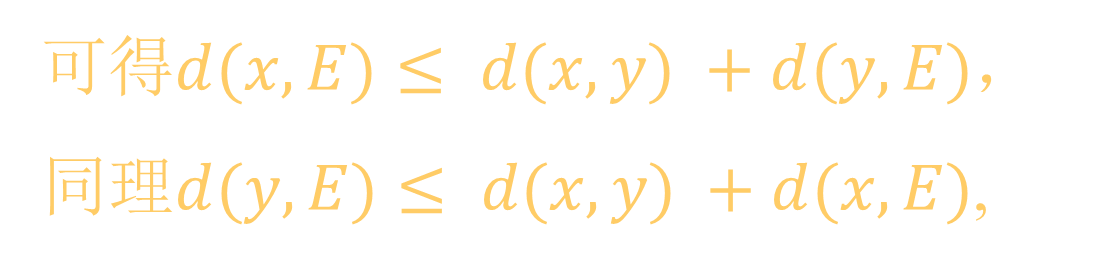 可得d(x, E) ≤ d(x, y) + d(y, E)，
同理d(y, E) ≤ d(x, y) + d(x, E),